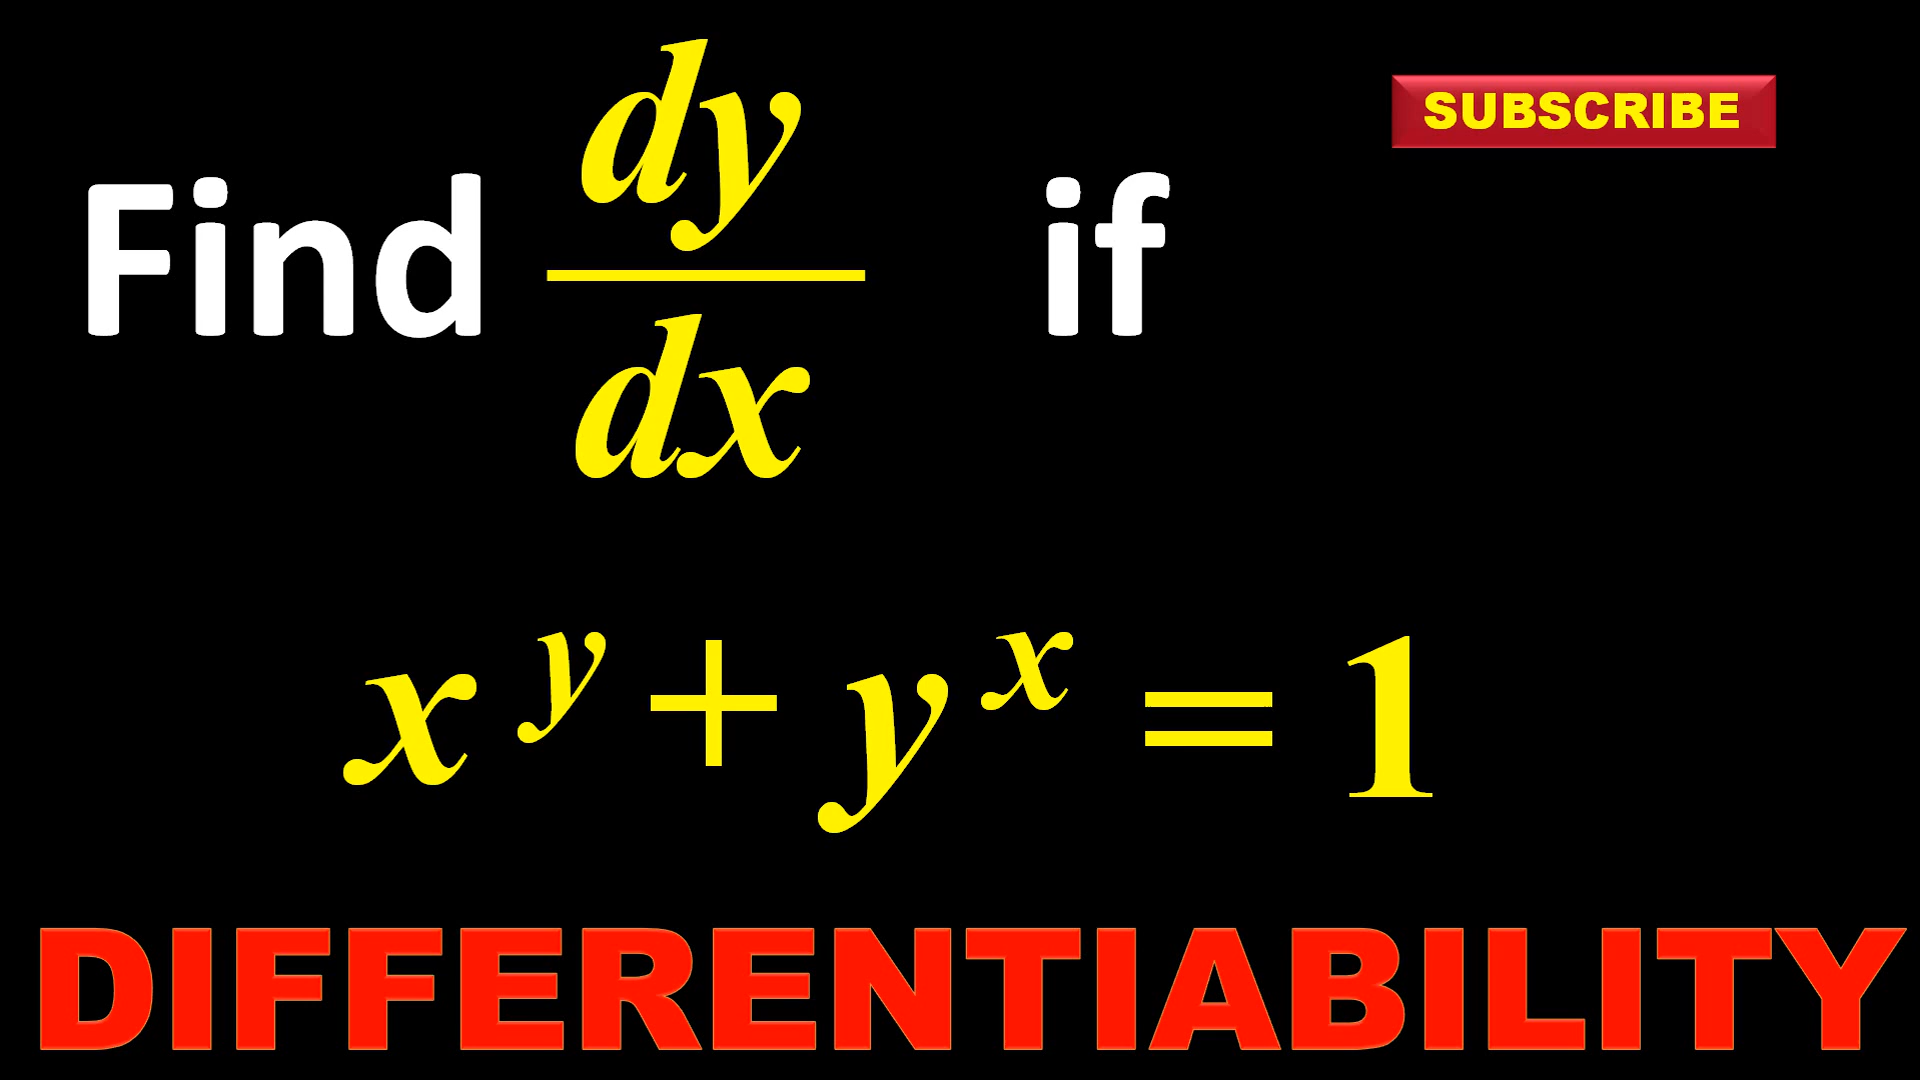 SUBSCRIBE
Find dy/dx if
x^y + y^x = 1
DIFFERENTIABILITY